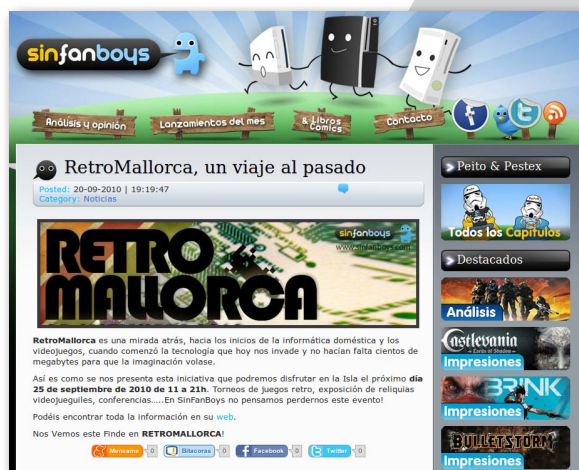 sinfanboys
Análisis y opinión
Lanzamientos del mes
& Libros
Comics
Contacto
RetroMallorca, un viaje al pasado
Posted: 20-09-2010 | 19:19:47
Category: Noticias
sinfanboys
www.sinfanboys.com
RETRO
MALLORCA
RetroMallorca es una mirada atrás, hacia los inicios de la informática doméstica y los
videojuegos, cuando comenzó la tecnología que hoy nos invade y no hacían falta cientos de
megabytes para que la imaginación volase.
Así es como se nos presenta esta iniciativa que podremos disfrutar en la Isla el próximo día
25 de septiembre de 2010 de 11 a 21h. Torneos de juegos retro, exposición de reliquias
videojueguiles, conferencias.....En SinFanBoys no pensamos perdernos este evento!
Podéis encontrar toda la información en su web.
Nos Vemos este Finde en RETROMALLORCA!
Meneame 0
Bitacoras 0
Facebook 0
Twitter 0
Peito & Pestex
Todos los Capítulos
Destacados
Análisis
Castlevania
Lords of Shadow
Impresiones
BRINK
Impresiones
BULLETSTORM
Impresiones